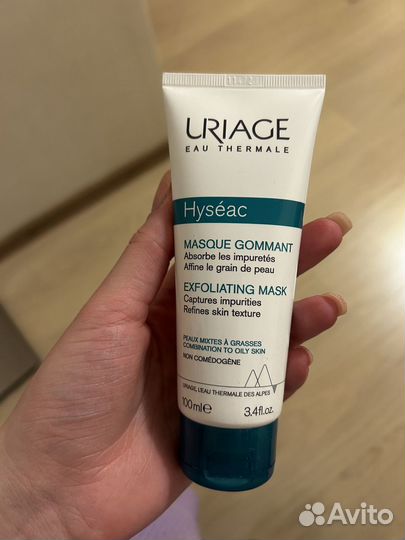 URIAGE
EAU THERMALE
Hyséac
MASQUE GOMMANT
Absorbe les impuretés
Affine le grain de peau
EXFOLIATING MASK
Captures impurities
Refines skin texture
PEAUX MIXTES À GRASSES
COMBINATION TO OILY SKIN
NON COMÉDOGÈNE
URIAGE, L'EAU THERMALE DES ALPES
100ml℮ 3.4fl.oz.
Avito